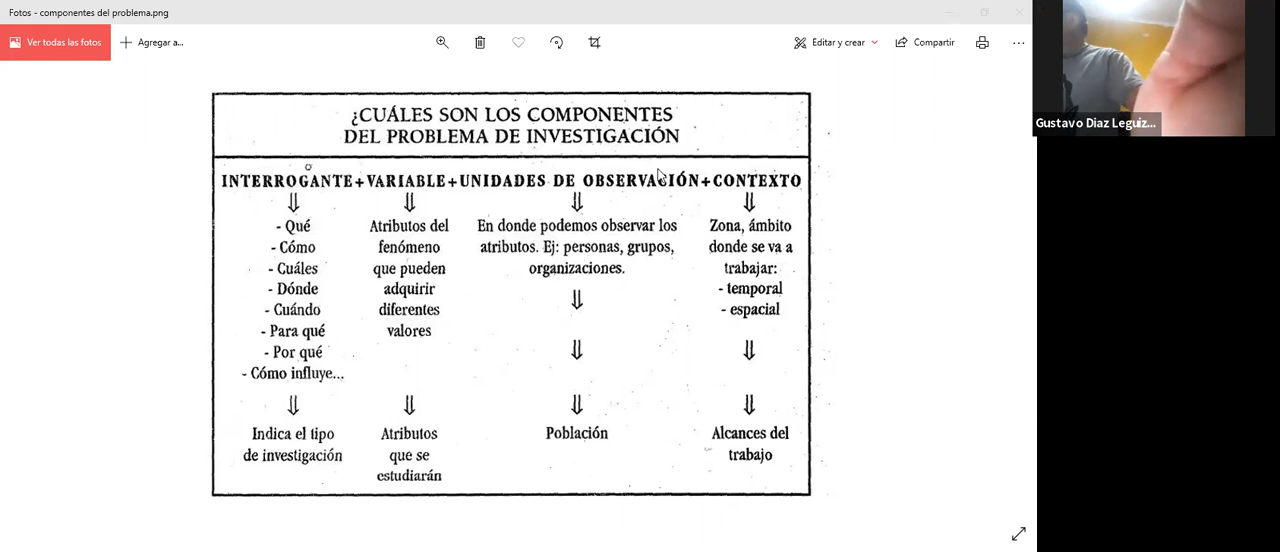 Fotos - componentes del problema.png
Ver todas las fotos
Agregar a...
Editar y crear
Compartir
Gustavo Diaz Leguiz...
¿CUÁLES SON LOS COMPONENTES
DEL PROBLEMA DE INVESTIGACIÓN
INTERROGANTE+VARIABLE+UNIDADES DE OBSERVACIÓN+CONTEXTO
- Qué
- Cómo
- Cuáles
- Dónde
- Cuándo
- Para qué
- Por qué
- Cómo influye...
Indica el tipo
de investigación
Atributos del
fenómeno
que pueden
adquirir
diferentes
valores
Atributos
que se
estudiarán
En donde podemos observar los
atributos. Ej: personas, grupos,
organizaciones.
Población
Zona, ámbito
donde se va a
trabajar:
- temporal
- espacial
Alcances del
trabajo